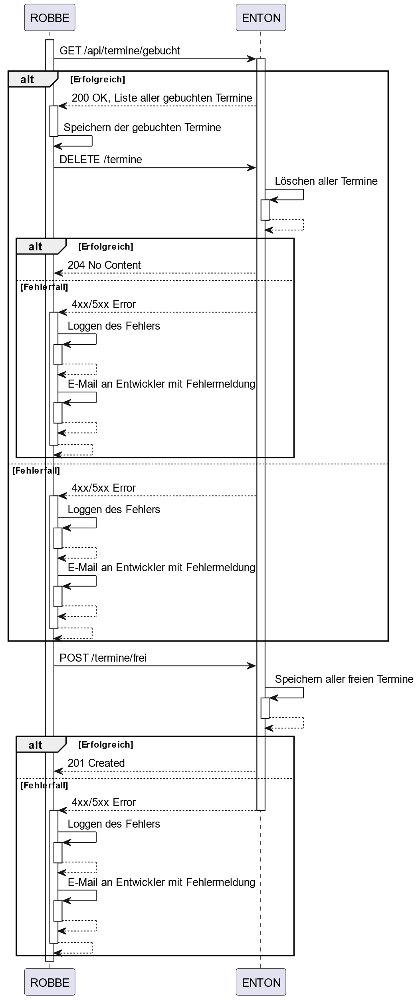 ROBBE
ENTON
GET /api/termine/gebucht
alt
[Erfolgreich]
200 OK, Liste aller gebuchten Termine
Speichern der gebuchten Termine
DELETE /termine
Löschen aller Termine
alt
[Erfolgreich]
204 No Content
[Fehlerfall]
4xx/5xx Error
Loggen des Fehlers
E-Mail an Entwickler mit Fehlermeldung
[Fehlerfall]
4xx/5xx Error
Loggen des Fehlers
E-Mail an Entwickler mit Fehlermeldung
POST /termine/frei
Speichern aller freien Termine
alt
[Erfolgreich]
201 Created
[Fehlerfall]
4xx/5xx Error
Loggen des Fehlers
E-Mail an Entwickler mit Fehlermeldung
ROBBE
ENTON